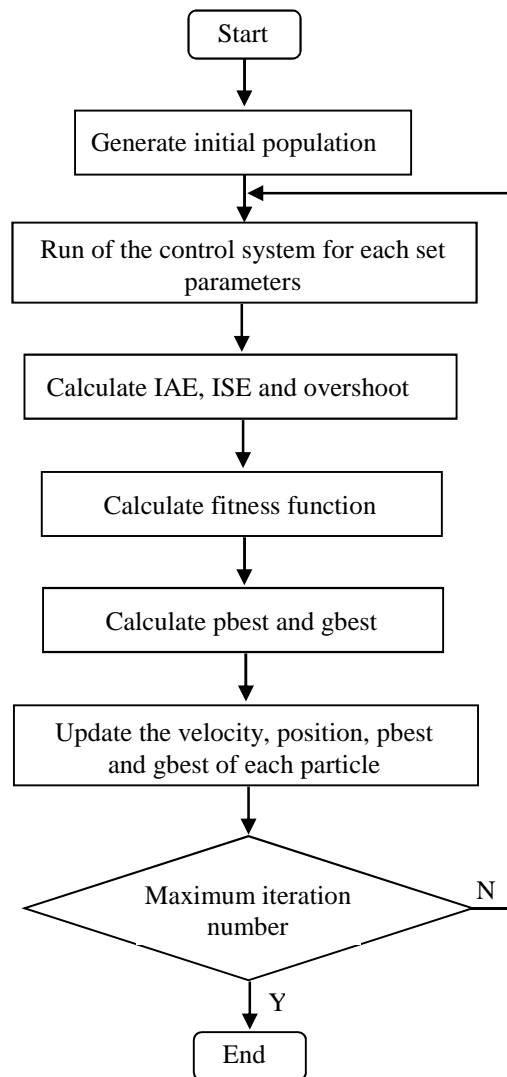 Start
Generate initial population
Run of the control system for each set
parameters
Calculate IAE, ISE and overshoot
Calculate fitness function
Calculate pbest and gbest
Update the velocity, position, pbest
and gbest of each particle
Maximum iteration
number
N
Y
End